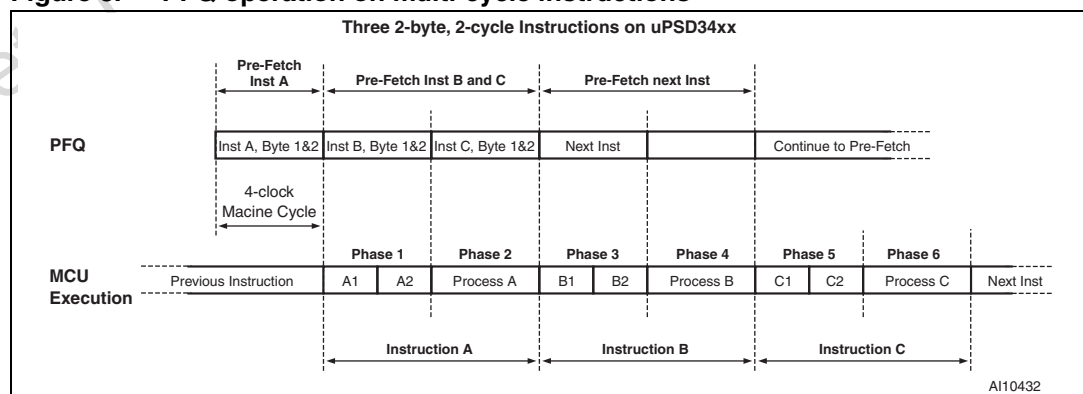 Three 2-byte, 2-cycle Instructions on uPSD34xx
Pre-Fetch
Inst A
Pre-Fetch Inst B and C
Pre-Fetch next Inst
PFQ
Inst A, Byte 1&2
Inst B, Byte 1&2
Inst C, Byte 1&2
Next Inst
Continue to Pre-Fetch
4-clock
Macine Cycle
Phase 1
Phase 2
Phase 3
Phase 4
Phase 5
Phase 6
MCU
Execution
Previous Instruction
A1
A2
Process A
B1
B2
Process B
C1
C2
Process C
Next Inst
Instruction A
Instruction B
Instruction C
AI10432